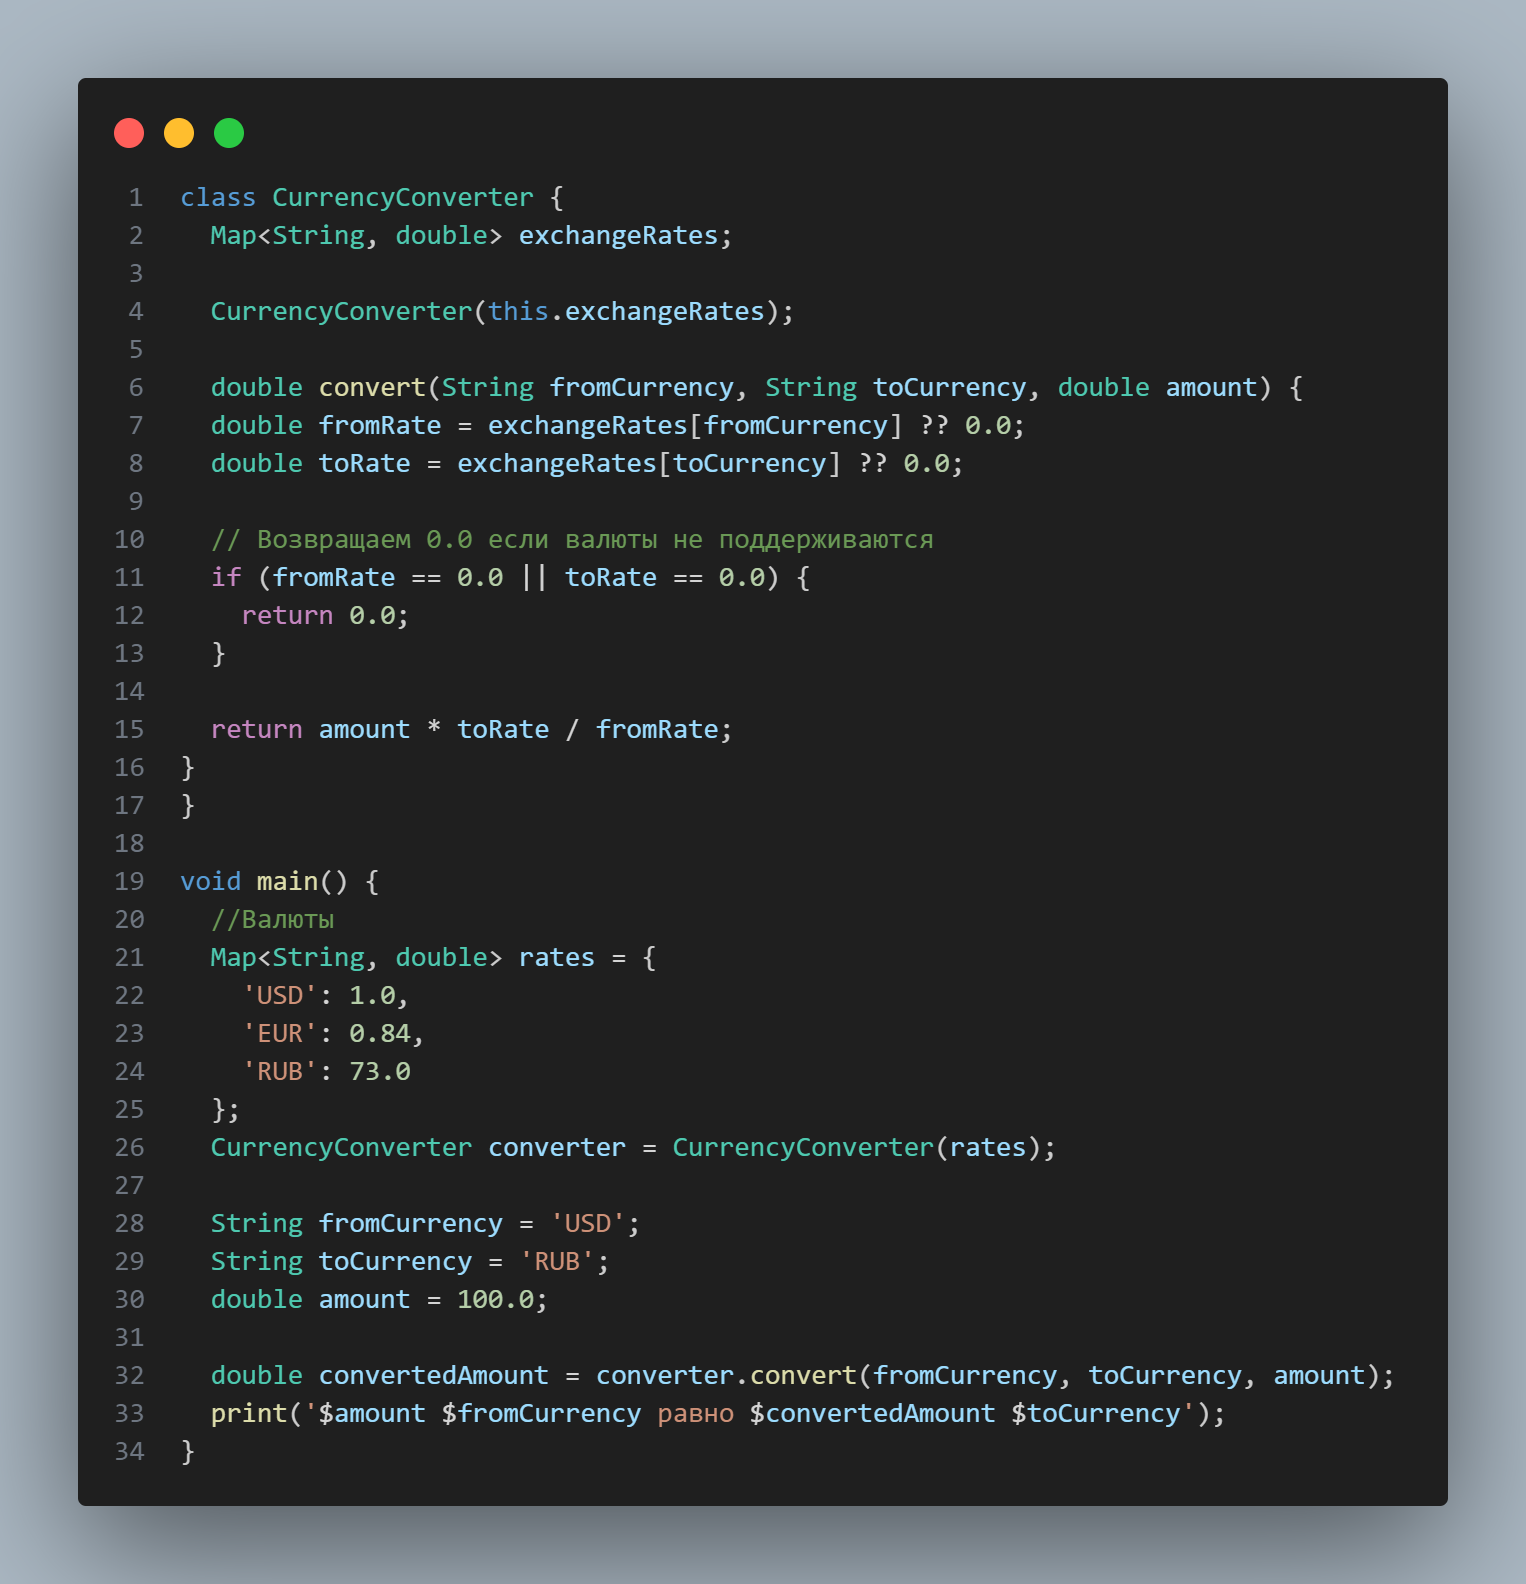 1 class CurrencyConverter {
2   Map<String, double> exchangeRates;
3
4   CurrencyConverter(this.exchangeRates);
5
6   double convert(String fromCurrency, String toCurrency, double amount) {
7   double fromRate = exchangeRates[fromCurrency] ?? 0.0;
8   double toRate = exchangeRates[toCurrency] ?? 0.0;
9
10   // Возвращаем 0.0 если валюты не поддерживаются
11   if (fromRate == 0.0 || toRate == 0.0) {
12     return 0.0;
13   }
14
15   return amount * toRate / fromRate;
16 }
17 }
18
19 void main() {
20   //Валюты
21   Map<String, double> rates = {
22     'USD': 1.0,
23     'EUR': 0.84,
24     'RUB': 73.0
25   };
26   CurrencyConverter converter = CurrencyConverter(rates);
27
28   String fromCurrency = 'USD';
29   String toCurrency = 'RUB';
30   double amount = 100.0;
31
32   double convertedAmount = converter.convert(fromCurrency, toCurrency, amount);
33   print('$amount $fromCurrency равно $convertedAmount $toCurrency');
34 }